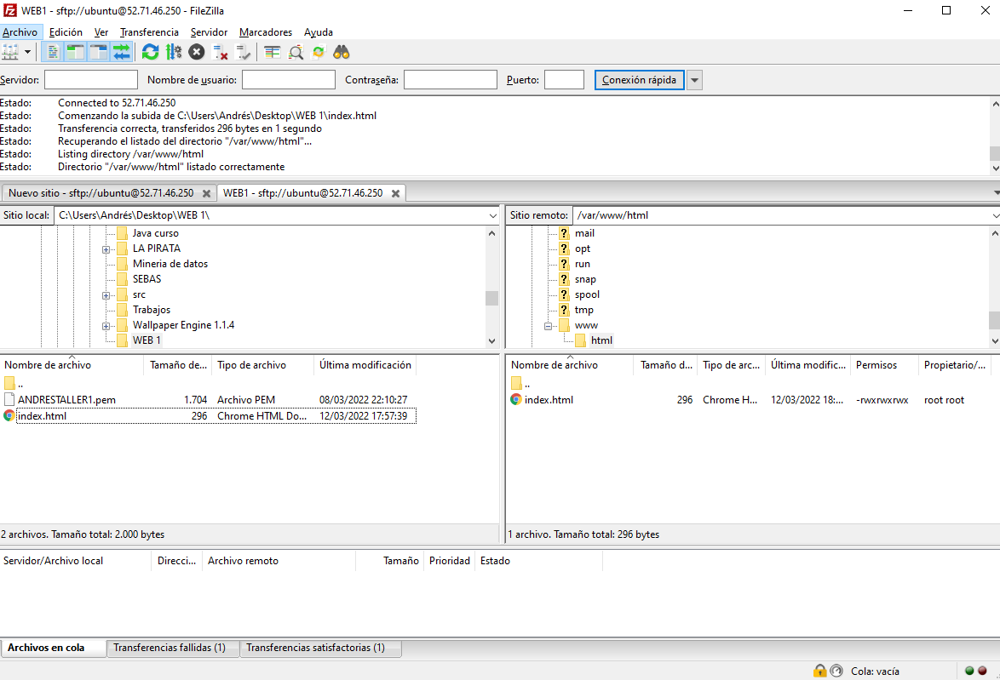 WEB1 - sftp://ubuntu@52.71.46.250 - FileZilla
Archivo Edición Ver Transferencia Servidor Marcadores Ayuda
Servidor: Nombre de usuario: Contraseña: Puerto: Conexión rápida
Estado: Connected to 52.71.46.250
Estado: Comenzando la subida de C:\Users\Andrés\Desktop\WEB 1\index.html
Estado: Transferencia correcta, transferidos 296 bytes en 1 segundo
Estado: Recuperando el listado del directorio "/var/www/html"...
Estado: Listing directory /var/www/html
Estado: Directorio "/var/www/html" listado correctamente
Nuevo sitio - sftp://ubuntu@52.71.46.250 WEB1 - sftp://ubuntu@52.71.46.250
Sitio local: C:\Users\Andrés\Desktop\WEB 1\
Java curso
LA PIRATA
Mineria de datos
SEBAS
src
Trabajos
Wallpaper Engine 1.1.4
WEB 1
Nombre de archivo Tamaño de... Tipo de archivo Última modificación
..
ANDRESTALLER1.pem 1.704 Archivo PEM 08/03/2022 22:10:27
index.html 296 Chrome HTML Do... 12/03/2022 17:57:39
2 archivos. Tamaño total: 2.000 bytes
Sitio remoto: /var/www/html
mail
opt
run
snap
spool
tmp
www
html
Nombre de archivo Tamaño d... Tipo de arc... Última modific... Permisos Propietario/...
..
index.html 296 Chrome H... 12/03/2022 18:... -rwxrwxrwx root root
1 archivo. Tamaño total: 296 bytes
Servidor/Archivo local Direcci... Archivo remoto Tamaño Prioridad Estado
Archivos en cola Transferencias fallidas (1) Transferencias satisfactorias (1)
Cola: vacía